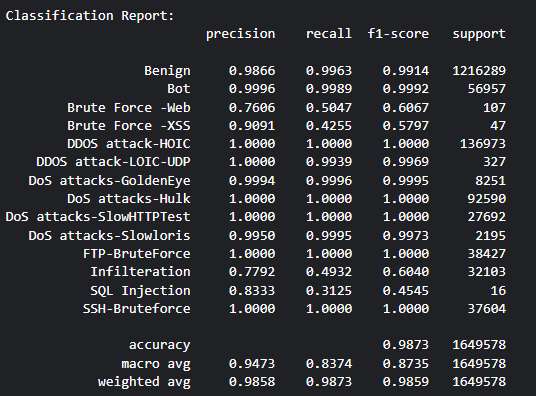 Classification Report:
precision recall f1-score support
Benign 0.9866 0.9963 0.9914 1216289
Bot 0.9996 0.9989 0.9992 56957
Brute Force -Web 0.7606 0.5047 0.6067 107
Brute Force -XSS 0.9091 0.4255 0.5797 47
DDOS attack-HOIC 1.0000 1.0000 1.0000 136973
DDOS attack-LOIC-UDP 1.0000 0.9939 0.9969 327
DoS attacks-GoldenEye 0.9994 0.9996 0.9995 8251
DoS attacks-Hulk 1.0000 1.0000 1.0000 92590
DoS attacks-SlowHTTPTest 1.0000 1.0000 1.0000 27692
DoS attacks-Slowloris 0.9950 0.9995 0.9973 2195
FTP-BruteForce 1.0000 1.0000 1.0000 38427
Infilteration 0.7792 0.4932 0.6040 32103
SQL Injection 0.8333 0.3125 0.4545 16
SSH-Bruteforce 1.0000 1.0000 1.0000 37604
accuracy 0.9873 1649578
macro avg 0.9473 0.8374 0.8735 1649578
weighted avg 0.9858 0.9873 0.9859 1649578